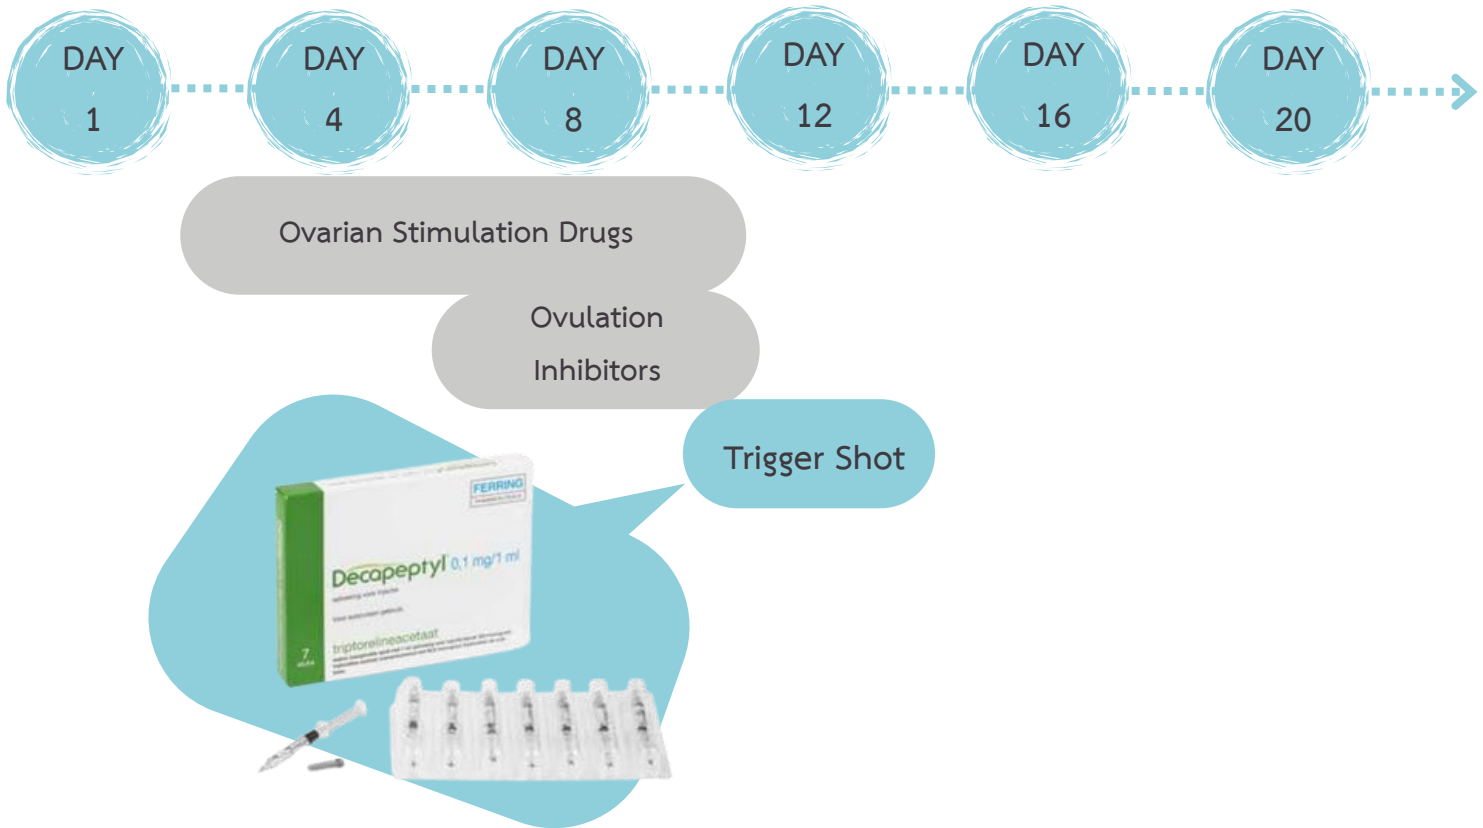 DAY
1
DAY
4
DAY
8
DAY
12
DAY
16
DAY
20
Ovarian Stimulation Drugs
Ovulation
Inhibitors
Trigger Shot
FERRING
Decapeptyl 0,1 mg/1 ml
triptorelineacetaat
7